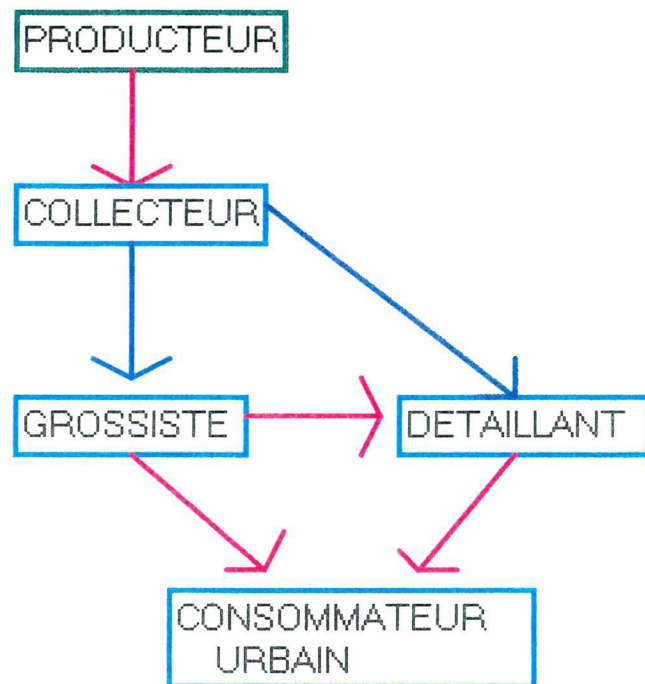 PRODUCTEUR
COLLECTEUR
GROSSISTE
DETAILLANT
CONSOMMATEUR
URBAIN